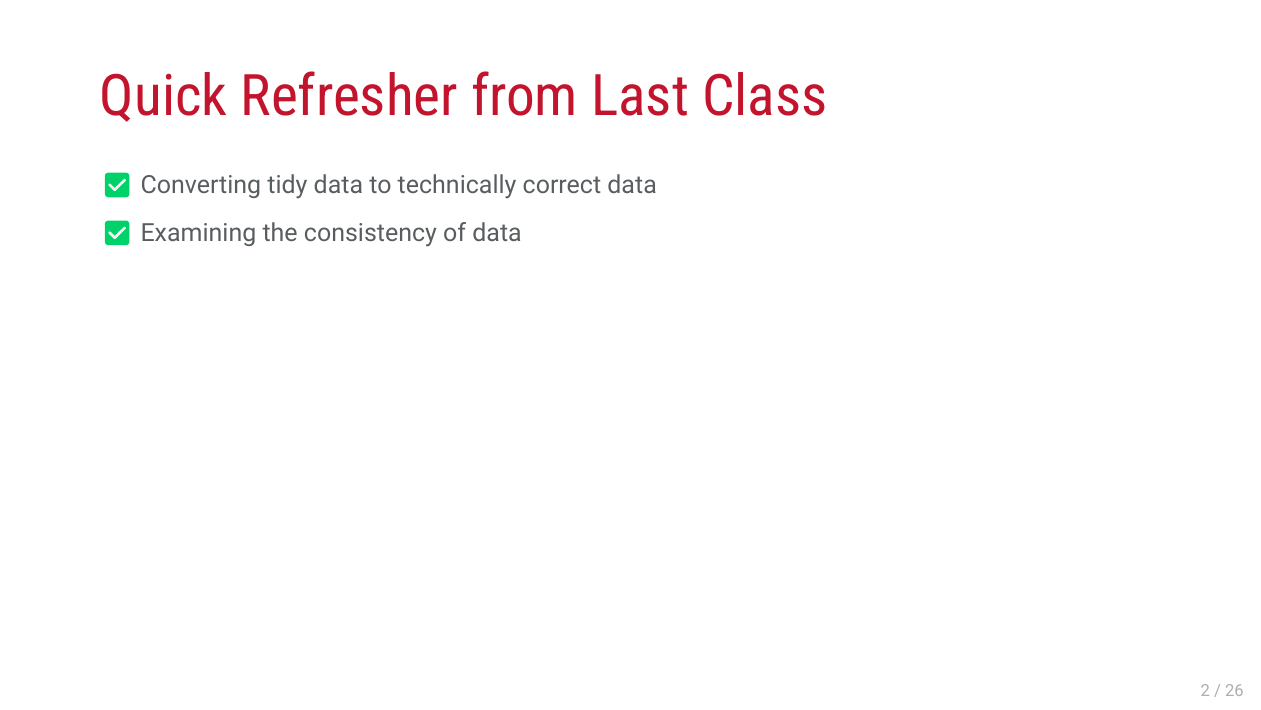 Quick Refresher from Last Class
Converting tidy data to technically correct data
Examining the consistency of data
2 / 26